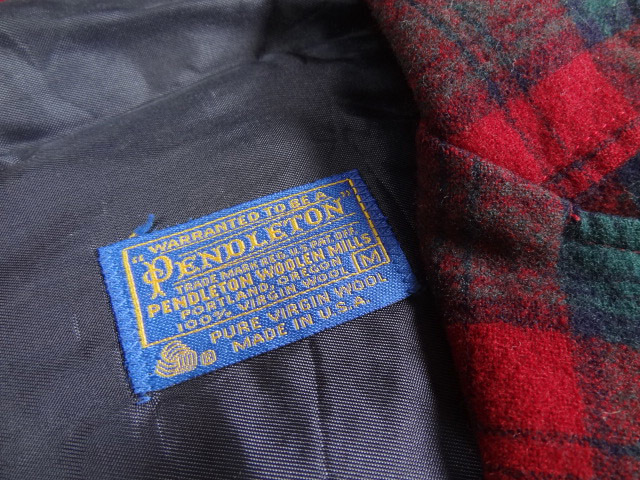 "WARRANTED TO BE A
PENDLETON"
TRADE MARK REG. U.S. PAT. OFF.
PENDLETON WOOLEN MILLS
PORTLAND, OREGON
100% VIRGIN WOOL
M
PURE VIRGIN WOOL
MADE IN U.S.A.